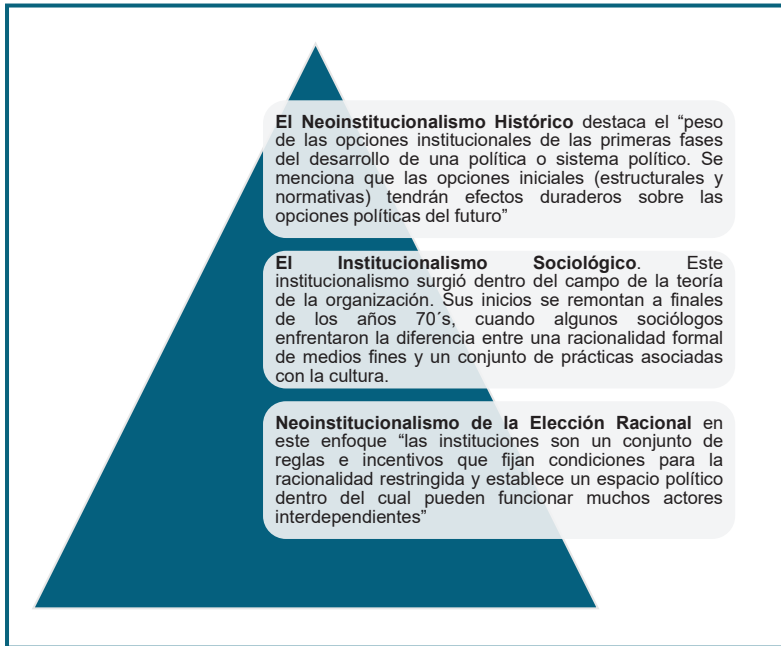 El Neoinstitucionalismo Histórico destaca el “peso
de las opciones institucionales de las primeras fases
del desarrollo de una política o sistema político. Se
menciona que las opciones iniciales (estructurales y
normativas) tendrán efectos duraderos sobre las
opciones políticas del futuro”
El Institucionalismo Sociológico. Este
institucionalismo surgió dentro del campo de la teoría
de la organización. Sus inicios se remontan a finales
de los años 70´s, cuando algunos sociólogos
enfrentaron la diferencia entre una racionalidad formal
de medios fines y un conjunto de prácticas asociadas
con la cultura.
Neoinstitucionalismo de la Elección Racional en
este enfoque “las instituciones son un conjunto de
reglas e incentivos que fijan condiciones para la
racionalidad restringida y establece un espacio político
dentro del cual pueden funcionar muchos actores
interdependientes”